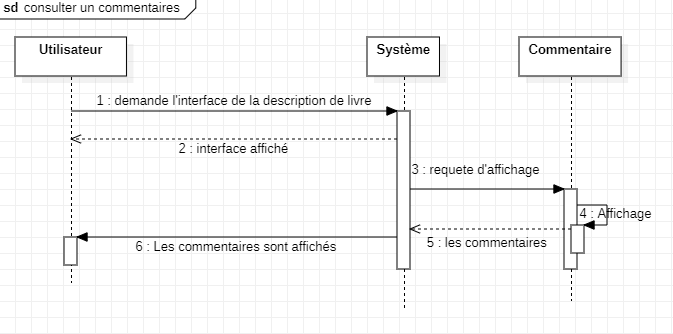 sd consulter un commentaires
Utilisateur
Système
Commentaire
1 : demande l'interface de la description de livre
2 : interface affiché
3 : requete d'affichage
4 : Affichage
5 : les commentaires
6 : Les commentaires sont affichés